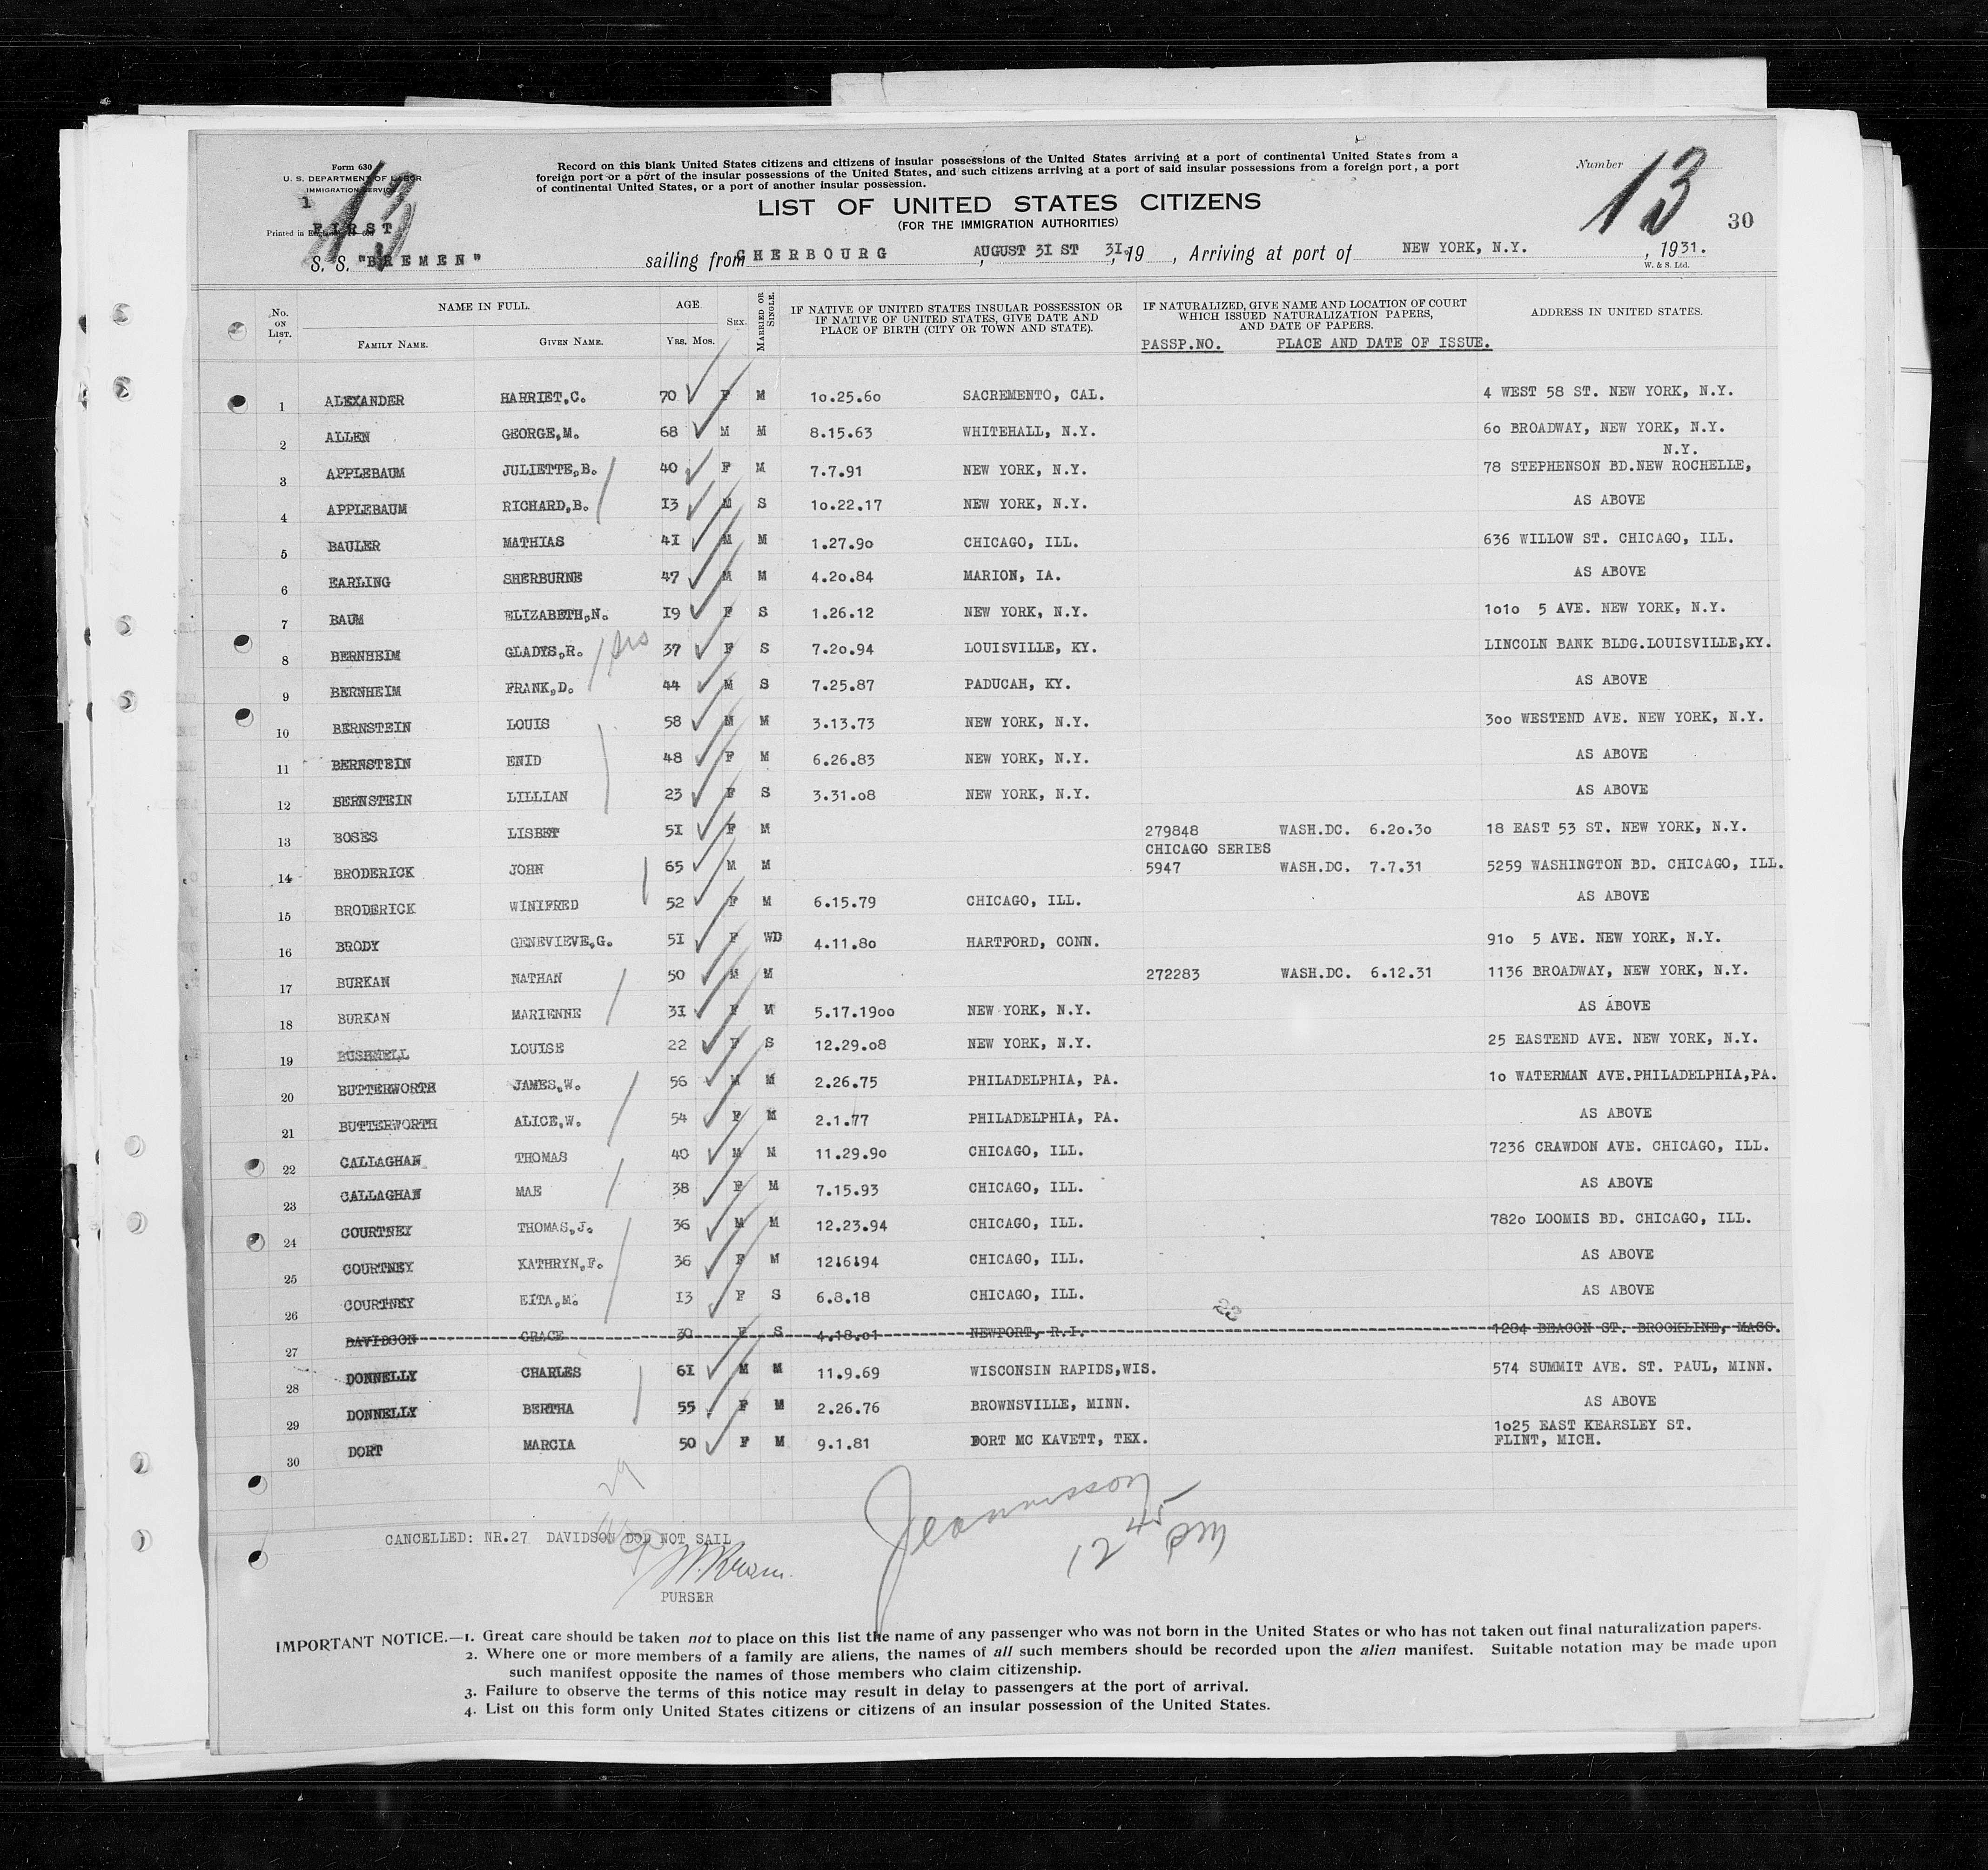 Form 630
U. S. DEPARTMENT OF LABOR
IMMIGRATION SERVICE
1
FIRST
Printed in
13
Record on this blank United States citizens and citizens of insular possessions of the United States arriving at a port of continental United States from a
foreign port or a port of the insular possessions of the United States, and such citizens arriving at a port of said insular possessions from a foreign port, a port
of continental United States, or a port of another insular possession.
Number 13
30
LIST OF UNITED STATES CITIZENS
(FOR THE IMMIGRATION AUTHORITIES)
S. S. "BREMEN" sailing from CHERBOURG, AUGUST 31 ST 31. 19 , Arriving at port of NEW YORK, N.Y. , 1931.
W. & S. Ltd.
No. ON LIST. NAME IN FULL. FAMILY NAME. GIVEN NAME. AGE YRS. MOS. SEX. MARRIED OR SINGLE. IF NATIVE OF UNITED STATES INSULAR POSSESSION OR IF NATIVE OF UNITED STATES, GIVE DATE AND PLACE OF BIRTH (CITY OR TOWN AND STATE). IF NATURALIZED, GIVE NAME AND LOCATION OF COURT WHICH ISSUED NATURALIZATION PAPERS, AND DATE OF PAPERS. ADDRESS IN UNITED STATES.
PASSP.NO. PLACE AND DATE OF ISSUE.
1 ALEXANDER HARRIET,C. 70 F M 10.25.60 SACREMENTO, CAL. 4 WEST 58 ST. NEW YORK, N.Y.
2 ALLEN GEORGE,M. 68 M M 8.15.63 WHITEHALL, N.Y. 60 BROADWAY, NEW YORK, N.Y.
N.Y.
3 APPLEBAUM JULIETTE,B. 40 F M 7.7.91 NEW YORK, N.Y. 78 STEPHENSON BD.NEW ROCHELLE,
4 APPLEBAUM RICHARD,B. 13 M S 10.22.17 NEW YORK, N.Y. AS ABOVE
5 BAULER MATHIAS 41 M M 1.27.90 CHICAGO, ILL. 636 WILLOW ST. CHICAGO, ILL.
6 EARLING SHERBURNE 47 M M 4.20.84 MARION, IA. AS ABOVE
7 BAUM ELIZABETH,N. 19 F S 1.26.12 NEW YORK, N.Y. 1010 5 AVE. NEW YORK, N.Y.
8 BERNHEIM GLADYS,R. 37 F S 7.20.94 LOUISVILLE, KY. LINCOLN BANK BLDG.LOUISVILLE,KY.
9 BERNHEIM FRANK,D. 44 M S 7.25.87 PADUCAH, KY. AS ABOVE
10 BERNSTEIN LOUIS 58 M M 3.13.73 NEW YORK, N.Y. 300 WESTEND AVE. NEW YORK, N.Y.
11 BERNSTEIN ENID 48 F M 6.26.83 NEW YORK, N.Y. AS ABOVE
12 BERNSTEIN LILLIAN 23 F S 3.31.08 NEW YORK, N.Y. AS ABOVE
13 BOSES LISBET 51 F M 279848 WASH.DC. 6.20.30 18 EAST 53 ST. NEW YORK, N.Y.
CHICAGO SERIES
14 BRODERICK JOHN 65 M M 5947 WASH.DC. 7.7.31 5259 WASHINGTON BD. CHICAGO, ILL.
15 BRODERICK WINIFRED 52 F M 6.15.79 CHICAGO, ILL. AS ABOVE
16 BRODY GENEVIEVE,G. 51 F WD 4.11.80 HARTFORD, CONN. 910 5 AVE. NEW YORK, N.Y.
17 BURKAN NATHAN 50 M M 272283 WASH.DC. 6.12.31 1136 BROADWAY, NEW YORK, N.Y.
18 BURKAN MARIENNE 31 F M 5.17.1900 NEW YORK, N.Y. AS ABOVE
19 BUSHNELL LOUISE 22 F S 12.29.08 NEW YORK, N.Y. 25 EASTEND AVE. NEW YORK, N.Y.
20 BUTTERWORTH JAMES,W. 56 M M 2.26.75 PHILADELPHIA, PA. 10 WATERMAN AVE.PHILADELPHIA,PA.
21 BUTTERWORTH ALICE,W. 54 F M 2.1.77 PHILADELPHIA, PA. AS ABOVE
22 CALLAGHAN THOMAS 40 M M 11.29.90 CHICAGO, ILL. 7236 CRAWDON AVE. CHICAGO, ILL.
23 CALLAGHAN MAE 38 F M 7.15.93 CHICAGO, ILL. AS ABOVE
24 COURTNEY THOMAS,J. 36 M M 12.23.94 CHICAGO, ILL. 7820 LOOMIS BD. CHICAGO, ILL.
25 COURTNEY KATHRYN,F. 36 F M 12.6.94 CHICAGO, ILL. AS ABOVE
26 COURTNEY EITA,M. 13 F S 6.8.18 CHICAGO, ILL. AS ABOVE
27 DAVIDSON GRACE 30 F S 4.18.01 NEWPORT, R.I. 1284 BEACON ST. BROOKLINE, MASS.
28 DONNELLY CHARLES 61 M M 11.9.69 WISCONSIN RAPIDS,WIS. 574 SUMMIT AVE. ST. PAUL, MINN.
29 DONNELLY BERTHA 55 F M 2.26.76 BROWNSVILLE, MINN. AS ABOVE
30 DORT MARCIA 50 F M 9.1.81 FORT MC KAVETT, TEX. 1025 EAST KEARSLEY ST.
FLINT, MICH.
29
12 45 PM
CANCELLED: NR.27 DAVIDSON DOD NOT SAIL
PURSER
IMPORTANT NOTICE.—1. Great care should be taken not to place on this list the name of any passenger who was not born in the United States or who has not taken out final naturalization papers.
2. Where one or more members of a family are aliens, the names of all such members should be recorded upon the alien manifest. Suitable notation may be made upon
such manifest opposite the names of those members who claim citizenship.
3. Failure to observe the terms of this notice may result in delay to passengers at the port of arrival.
4. List on this form only United States citizens or citizens of an insular possession of the United States.